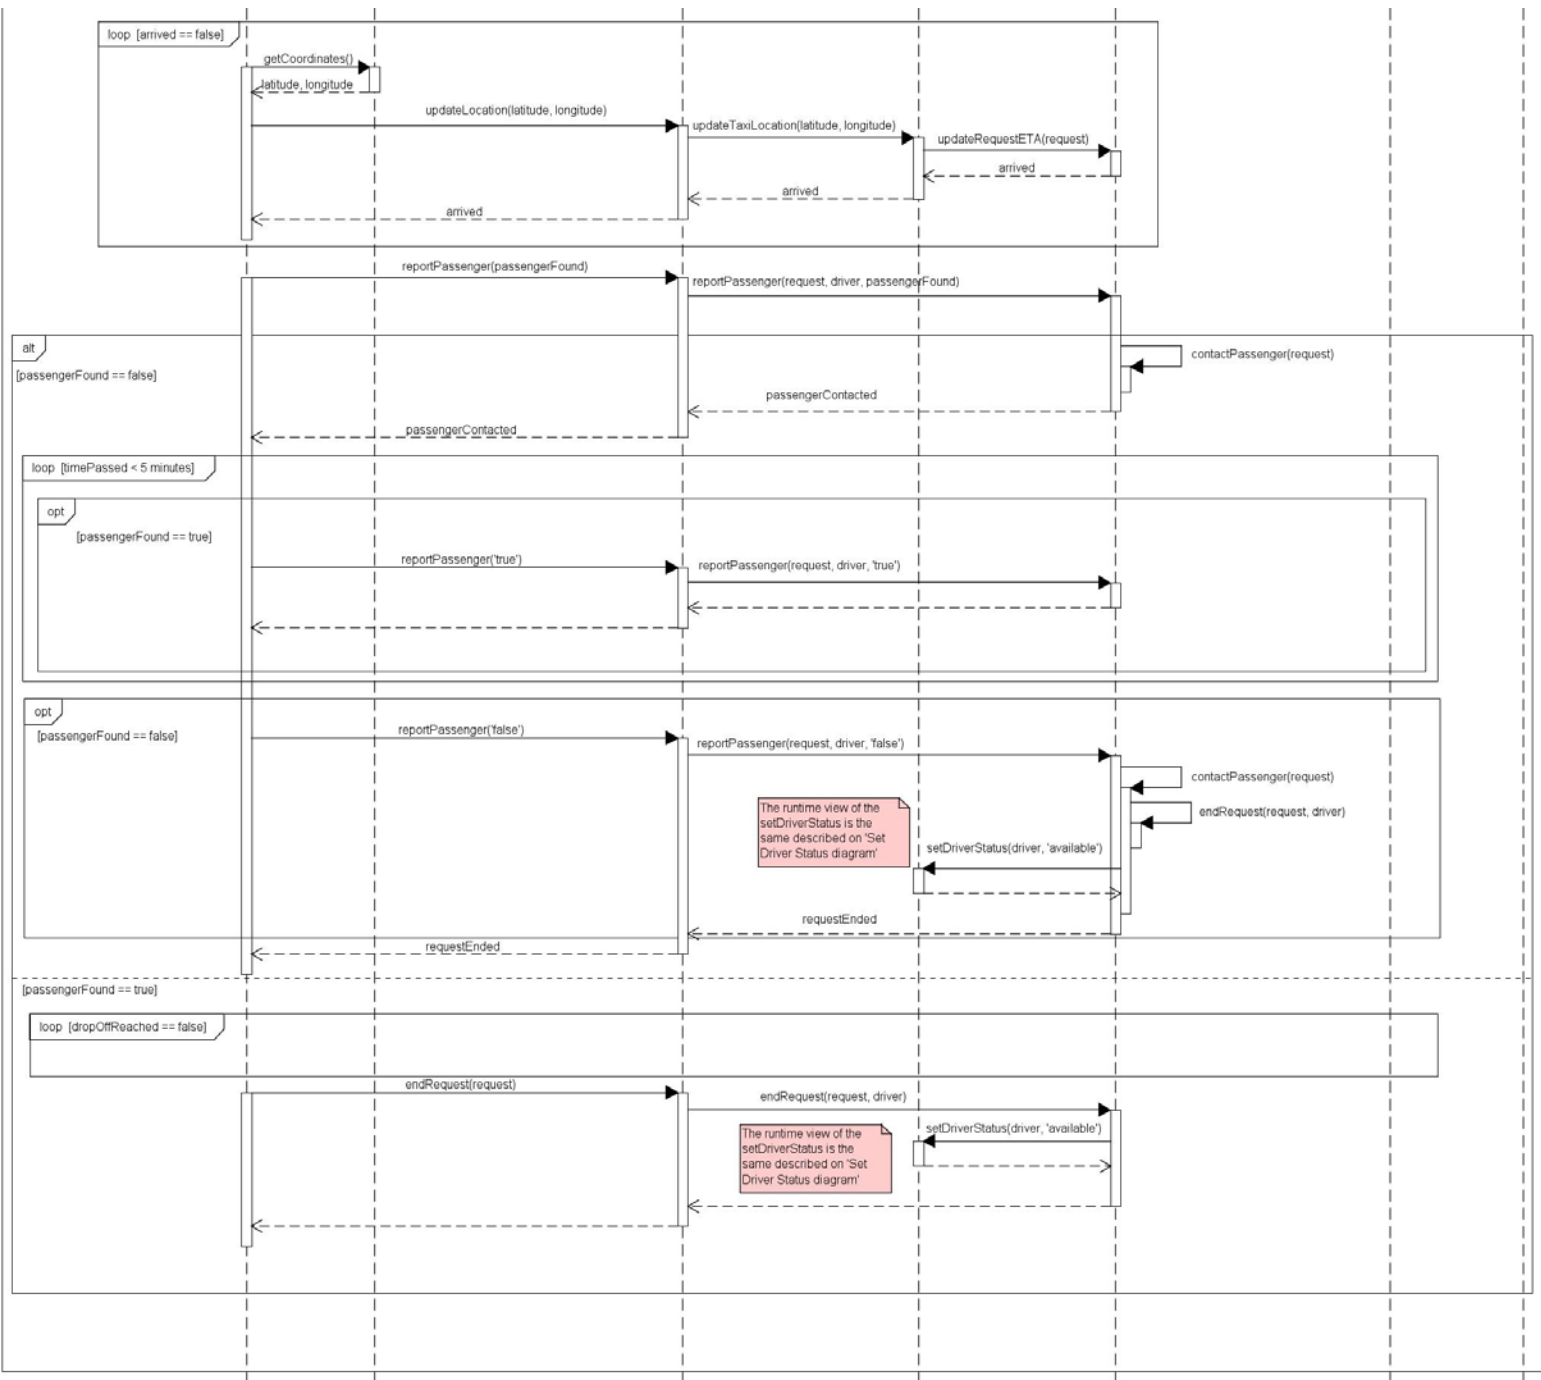 loop [arrived == false]
getCoordinates()
latitude, longitude
updateLocation(latitude, longitude)
updateTaxiLocation(latitude, longitude)
updateRequestETA(request)
arrived
arrived
arrived
reportPassenger(passengerFound)
reportPassenger(request, driver, passengerFound)
alt
[passengerFound == false]
contactPassenger(request)
passengerContacted
passengerContacted
loop [timePassed < 5 minutes]
opt
[passengerFound == true]
reportPassenger('true')
reportPassenger(request, driver, 'true')
opt
[passengerFound == false]
reportPassenger('false')
reportPassenger(request, driver, 'false')
contactPassenger(request)
endRequest(request, driver)
The runtime view of the
setDriverStatus is the
same described on 'Set
Driver Status diagram'
setDriverStatus(driver, 'available')
requestEnded
requestEnded
[passengerFound == true]
loop [dropOffReached == false]
endRequest(request)
endRequest(request, driver)
The runtime view of the
setDriverStatus is the
same described on 'Set
Driver Status diagram'
setDriverStatus(driver, 'available')